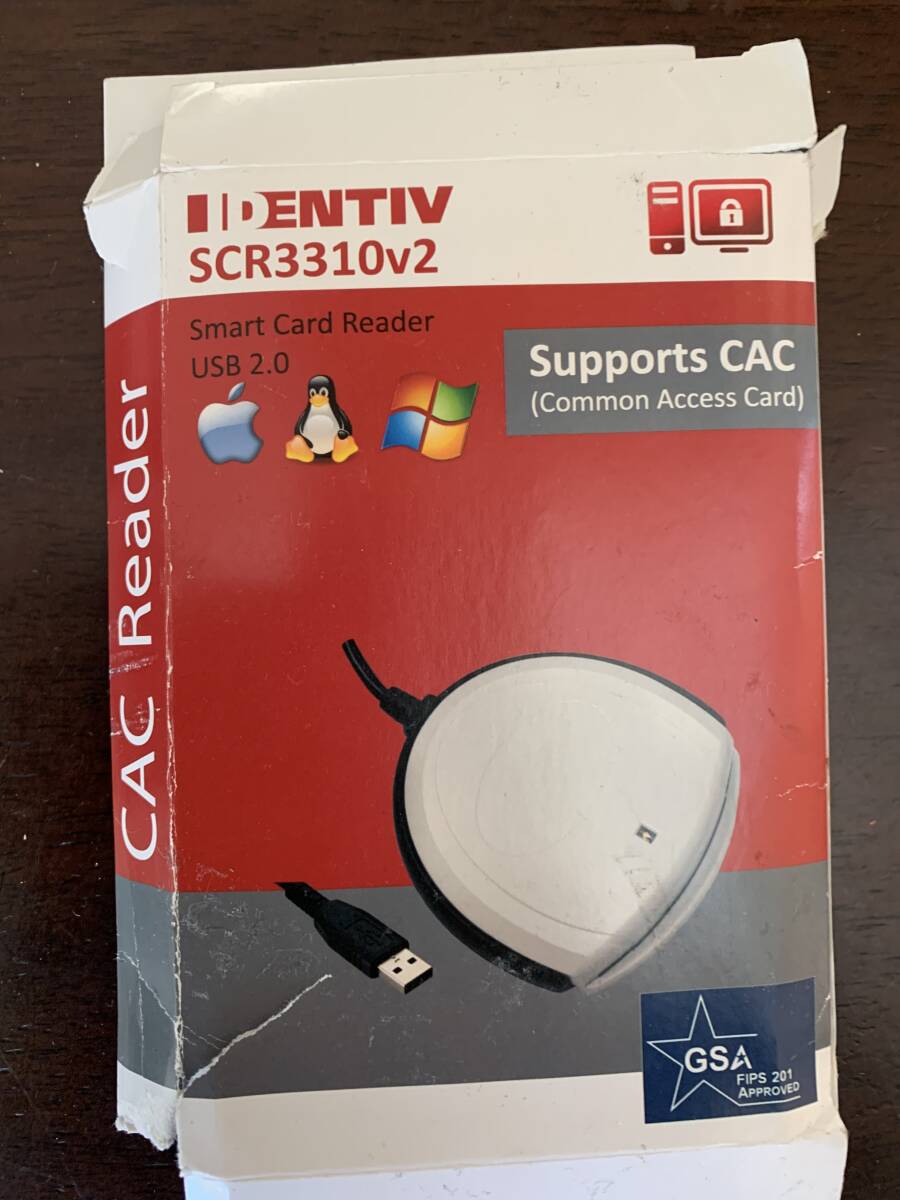 IDENTIV
SCR3310v2
Smart Card Reader
USB 2.0
Supports CAC
(Common Access Card)
CAC Reader
GSA
FIPS 201
APPROVED